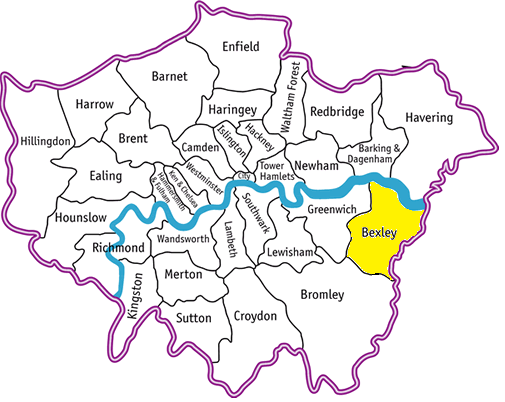 Enfield
Barnet
Harrow
Haringey
Waltham Forest
Redbridge
Havering
Hillingdon
Brent
Camden
Islington
Hackney
Barking &
Dagenham
Ealing
Westminster
City
Tower
Hamlets
Newham
Ken & Chelsea
Hammersmith
& Fulham
Hounslow
Richmond
Wandsworth
Lambeth
Southwark
Lewisham
Greenwich
Bexley
Kingston
Merton
Sutton
Croydon
Bromley